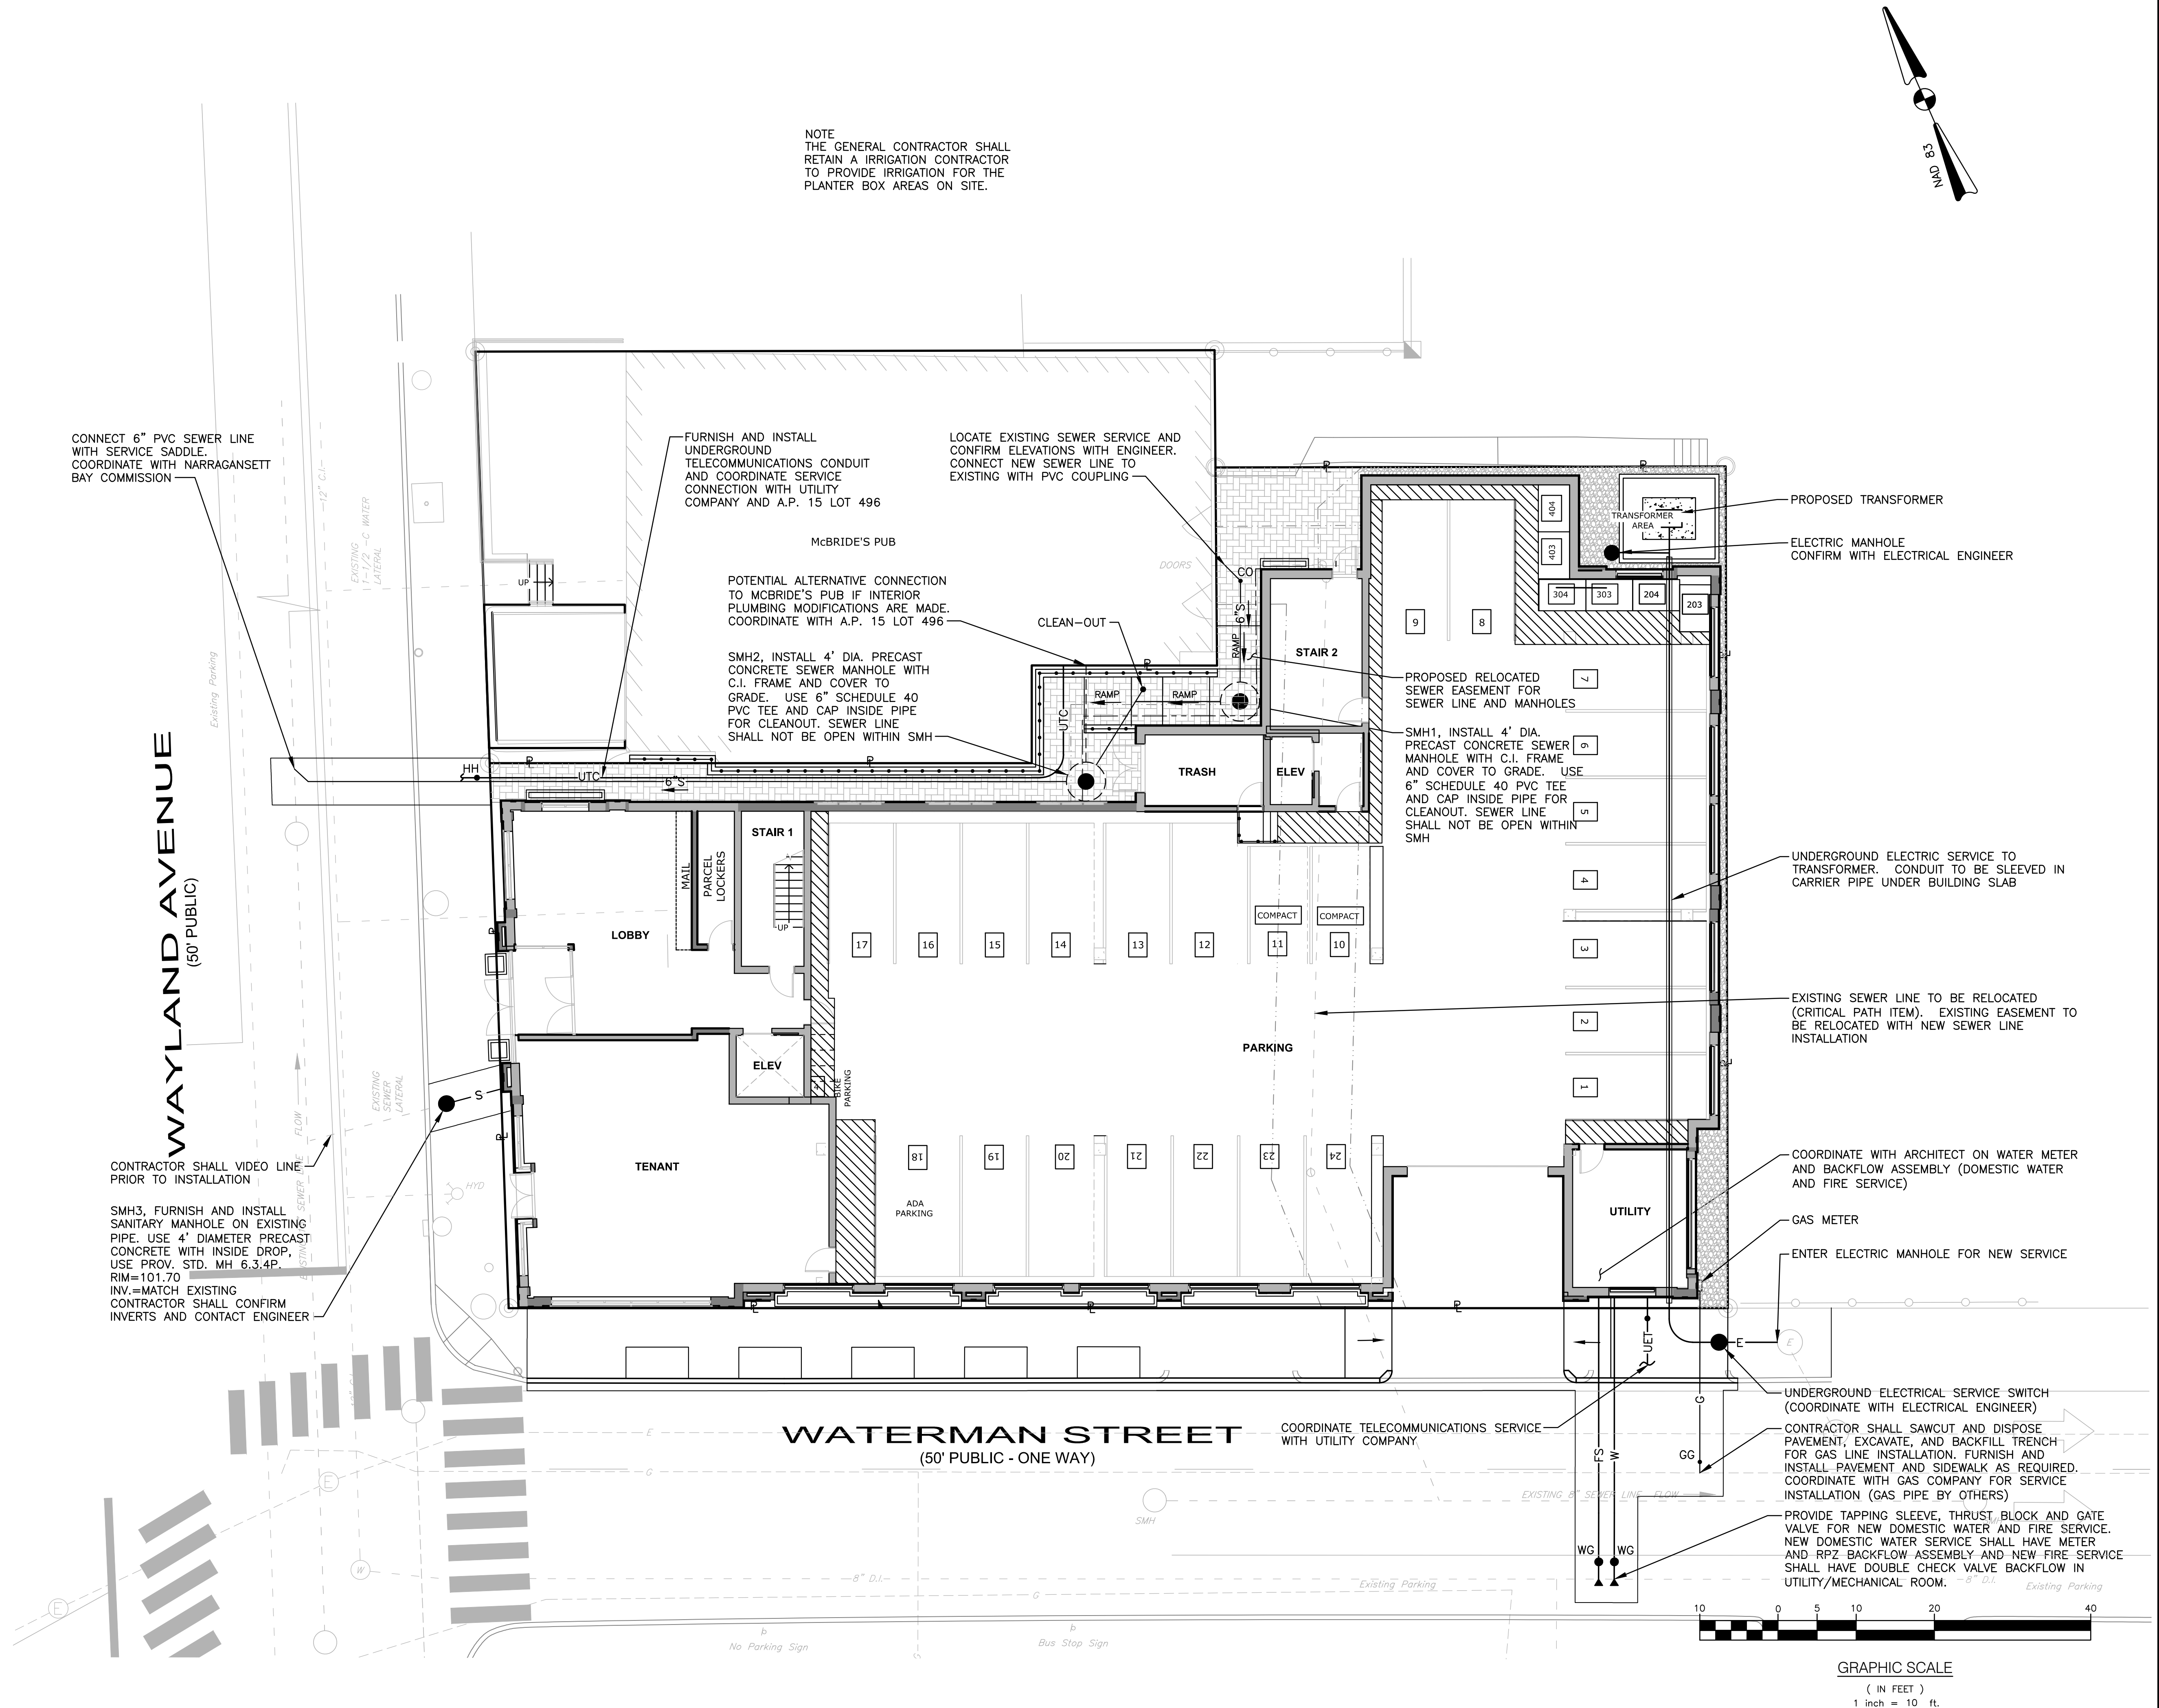 NAD 83
NOTE
THE GENERAL CONTRACTOR SHALL
RETAIN A IRRIGATION CONTRACTOR
TO PROVIDE IRRIGATION FOR THE
PLANTER BOX AREAS ON SITE.
CONNECT 6" PVC SEWER LINE
WITH SERVICE SADDLE.
COORDINATE WITH NARRAGANSETT
BAY COMMISSION
12" C.I.
EXISTING
1-1/2 -C WATER
LATERAL
Existing Parking
FURNISH AND INSTALL
UNDERGROUND
TELECOMMUNICATIONS CONDUIT
AND COORDINATE SERVICE
CONNECTION WITH UTILITY
COMPANY AND A.P. 15 LOT 496
LOCATE EXISTING SEWER SERVICE AND
CONFIRM ELEVATIONS WITH ENGINEER.
CONNECT NEW SEWER LINE TO
EXISTING WITH PVC COUPLING
McBRIDE'S PUB
DOORS
UP
POTENTIAL ALTERNATIVE CONNECTION
TO MCBRIDE'S PUB IF INTERIOR
PLUMBING MODIFICATIONS ARE MADE.
COORDINATE WITH A.P. 15 LOT 496
CLEAN-OUT
SMH2, INSTALL 4' DIA. PRECAST
CONCRETE SEWER MANHOLE WITH
C.I. FRAME AND COVER TO
GRADE. USE 6" SCHEDULE 40
PVC TEE AND CAP INSIDE PIPE
FOR CLEANOUT. SEWER LINE
SHALL NOT BE OPEN WITHIN SMH
CO
6"S
RAMP
RAMP
RAMP
UTC
HH
UTC
6"S
TRANSFORMER
AREA
PROPOSED TRANSFORMER
ELECTRIC MANHOLE
CONFIRM WITH ELECTRICAL ENGINEER
404
403
304
303
204
203
9
8
STAIR 2
PROPOSED RELOCATED
SEWER EASEMENT FOR
SEWER LINE AND MANHOLES
SMH1, INSTALL 4' DIA.
PRECAST CONCRETE SEWER
MANHOLE WITH C.I. FRAME
AND COVER TO GRADE. USE
6" SCHEDULE 40 PVC TEE
AND CAP INSIDE PIPE FOR
CLEANOUT. SEWER LINE
SHALL NOT BE OPEN WITHIN
SMH
7
6
5
4
3
2
1
TRASH
ELEV
STAIR 1
MAIL
PARCEL
LOCKERS
UP
LOBBY
ELEV
TENANT
4
BIKE
PARKING
COMPACT
COMPACT
17
16
15
14
13
12
11
10
PARKING
18
19
20
21
22
23
24
ADA
PARKING
UTILITY
UNDERGROUND ELECTRIC SERVICE TO
TRANSFORMER. CONDUIT TO BE SLEEVED IN
CARRIER PIPE UNDER BUILDING SLAB
EXISTING SEWER LINE TO BE RELOCATED
(CRITICAL PATH ITEM). EXISTING EASEMENT TO
BE RELOCATED WITH NEW SEWER LINE
INSTALLATION
COORDINATE WITH ARCHITECT ON WATER METER
AND BACKFLOW ASSEMBLY (DOMESTIC WATER
AND FIRE SERVICE)
GAS METER
ENTER ELECTRIC MANHOLE FOR NEW SERVICE
WAYLAND AVENUE
(50' PUBLIC)
EXISTING
SEWER
LATERAL
FLOW
S
HYD
CONTRACTOR SHALL VIDEO LINE
PRIOR TO INSTALLATION
SMH3, FURNISH AND INSTALL
SANITARY MANHOLE ON EXISTING
PIPE. USE 4' DIAMETER PRECAST
CONCRETE WITH INSIDE DROP,
USE PROV. STD. MH 6.3.4P.
RIM=101.70
INV.=MATCH EXISTING
CONTRACTOR SHALL CONFIRM
INVERTS AND CONTACT ENGINEER
E
E
UET
UNDERGROUND ELECTRICAL SERVICE SWITCH
(COORDINATE WITH ELECTRICAL ENGINEER)
WATERMAN STREET
(50' PUBLIC - ONE WAY)
COORDINATE TELECOMMUNICATIONS SERVICE
WITH UTILITY COMPANY
CONTRACTOR SHALL SAWCUT AND DISPOSE
PAVEMENT, EXCAVATE, AND BACKFILL TRENCH
FOR GAS LINE INSTALLATION. FURNISH AND
INSTALL PAVEMENT AND SIDEWALK AS REQUIRED.
COORDINATE WITH GAS COMPANY FOR SERVICE
INSTALLATION (GAS PIPE BY OTHERS)
PROVIDE TAPPING SLEEVE, THRUST BLOCK AND GATE
VALVE FOR NEW DOMESTIC WATER AND FIRE SERVICE.
NEW DOMESTIC WATER SERVICE SHALL HAVE METER
AND RPZ BACKFLOW ASSEMBLY AND NEW FIRE SERVICE
SHALL HAVE DOUBLE CHECK VALVE BACKFLOW IN
UTILITY/MECHANICAL ROOM.
G
GG
FS
W
WG
WG
EXISTING 8" SEWER LINE FLOW
SMH
E
G
E
E
W
8" D.I.
G
8" D.I.
Existing Parking
Existing Parking
No Parking Sign
Bus Stop Sign
10 0 5 10 20 40
GRAPHIC SCALE
( IN FEET )
1 inch = 10 ft.